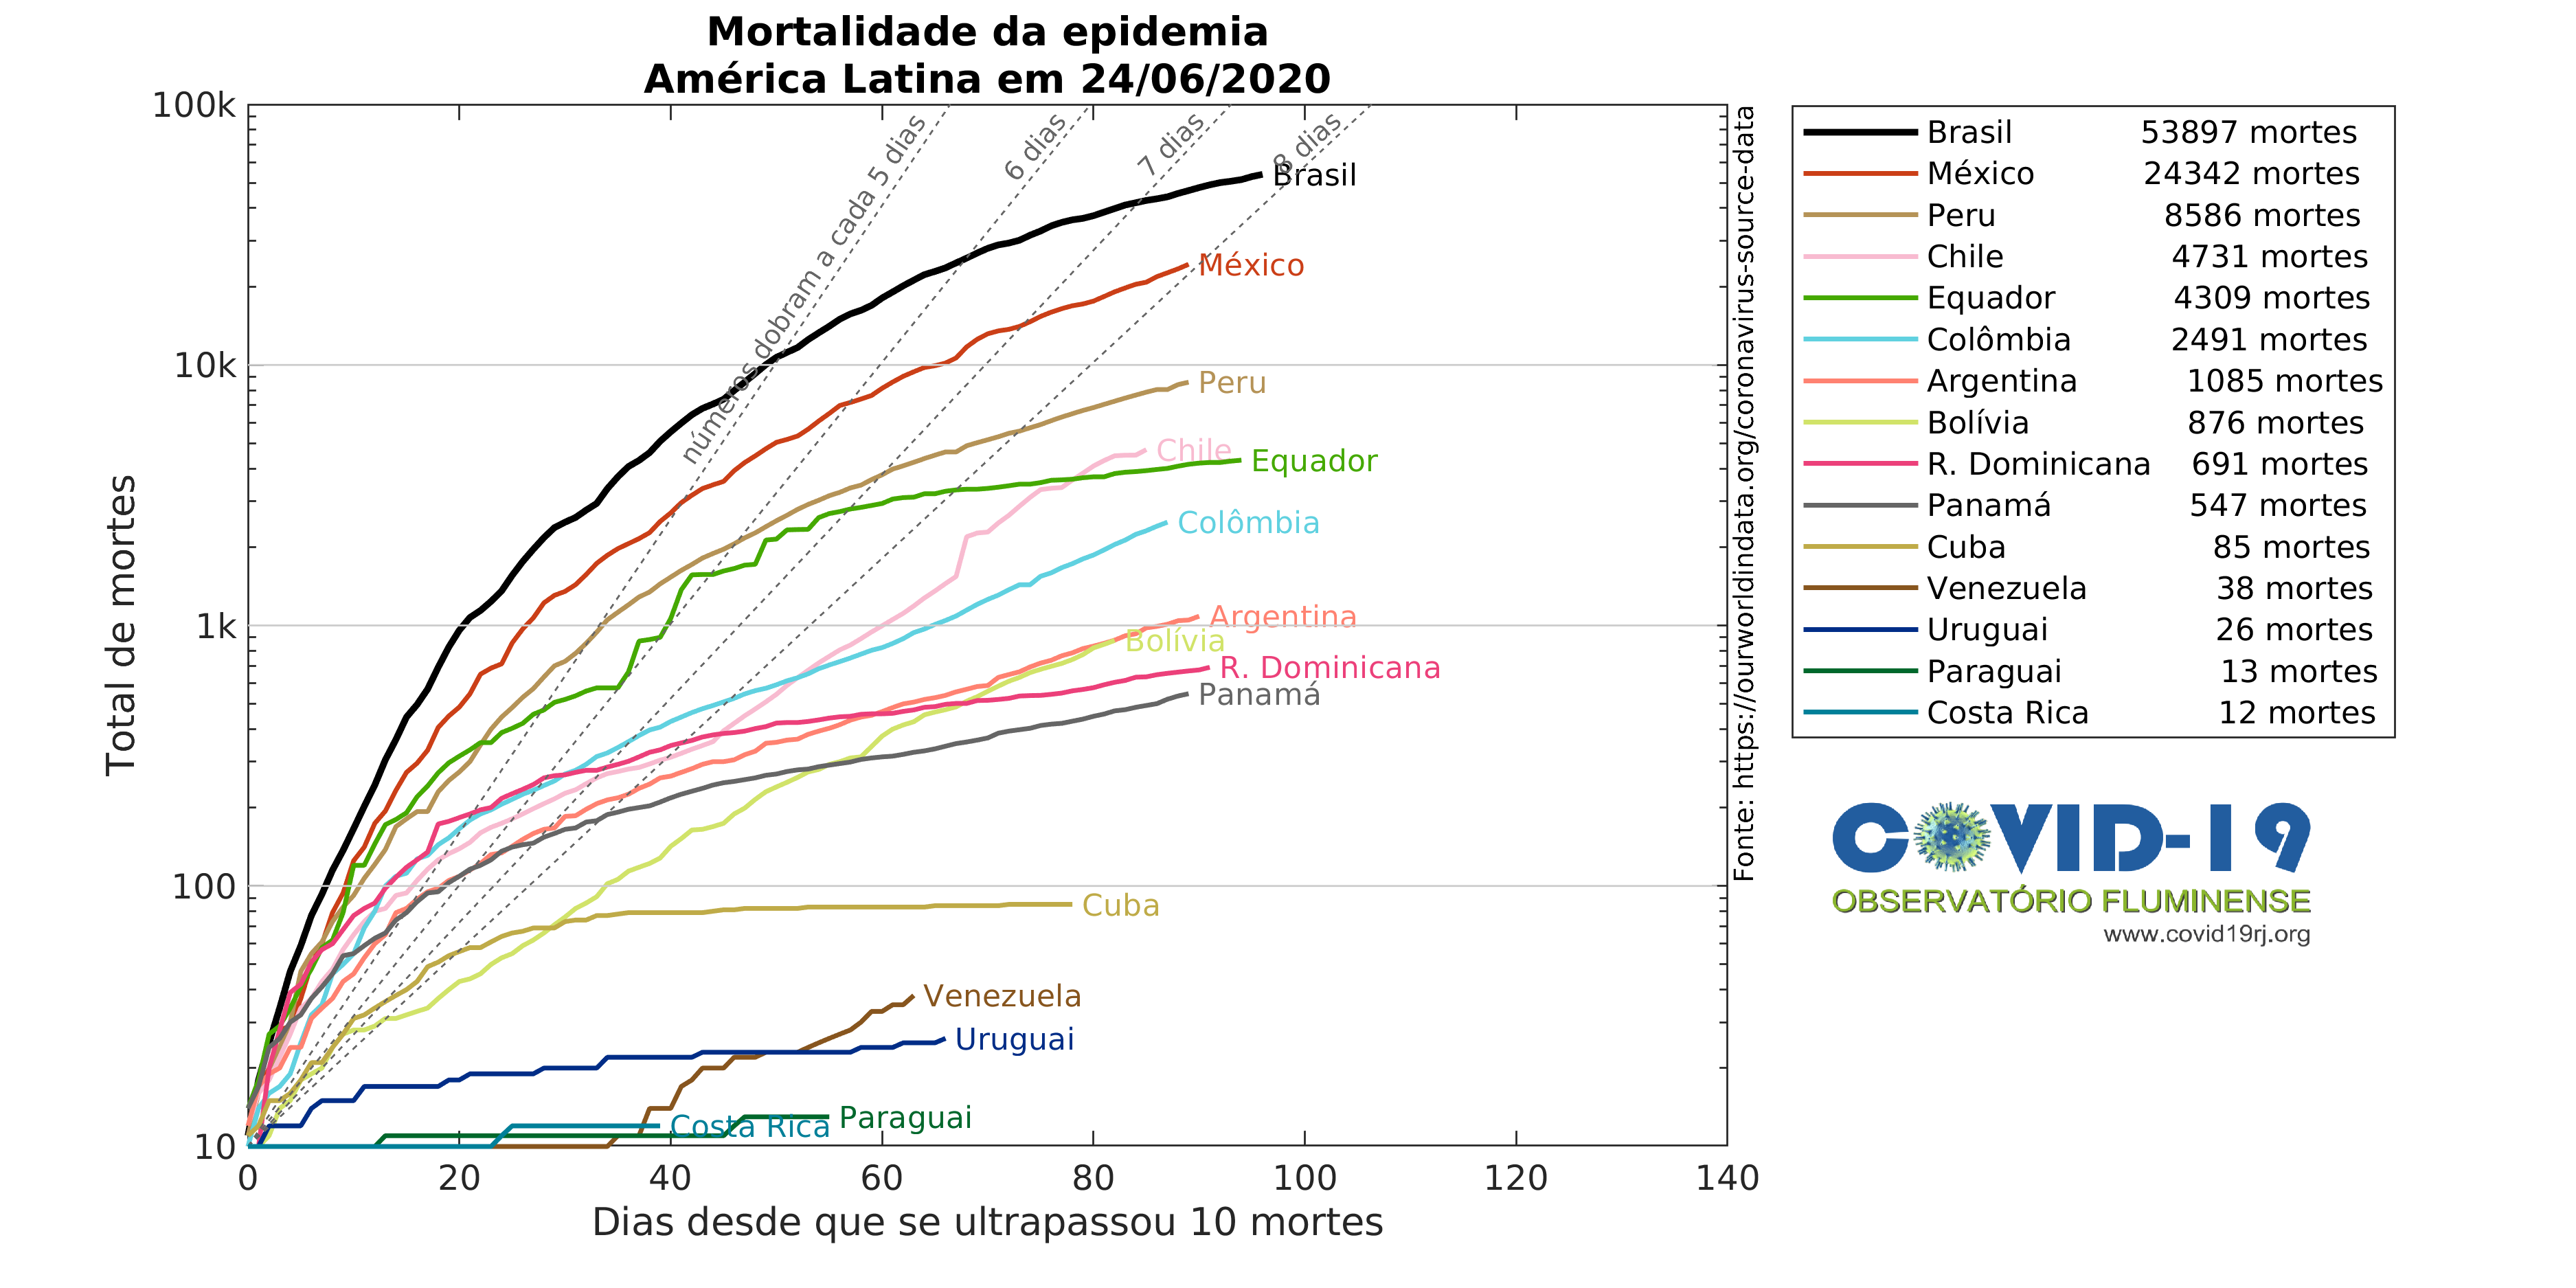 Mortalidade da epidemia
América Latina em 24/06/2020
Total de mortes
100k
10k
1k
100
10
0 20 40 60 80 100 120 140
Dias desde que se ultrapassou 10 mortes
números dobram a cada 5 dias
6 dias
7 dias
8 dias
Brasil
México
Peru
Chile
Equador
Colômbia
Argentina
Bolívia
R. Dominicana
Panamá
Cuba
Venezuela
Uruguai
Costa Rica
Paraguai
Fonte: https://ourworldindata.org/coronavirus-source-data
Brasil 53897 mortes
México 24342 mortes
Peru 8586 mortes
Chile 4731 mortes
Equador 4309 mortes
Colômbia 2491 mortes
Argentina 1085 mortes
Bolívia 876 mortes
R. Dominicana 691 mortes
Panamá 547 mortes
Cuba 85 mortes
Venezuela 38 mortes
Uruguai 26 mortes
Paraguai 13 mortes
Costa Rica 12 mortes
COVID-19
OBSERVATÓRIO FLUMINENSE
www.covid19rj.org